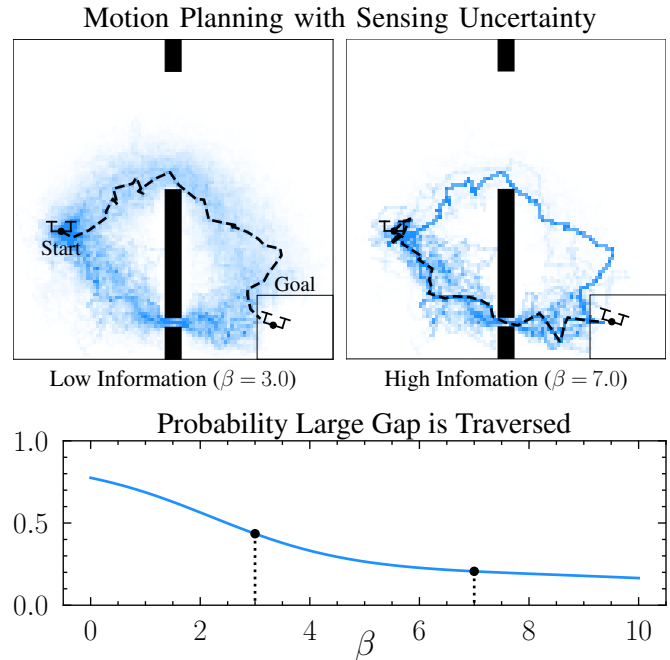 Motion Planning with Sensing Uncertainty
Start
Goal
Goal
Low Information (β = 3.0)
High Infomation (β = 7.0)
Probability Large Gap is Traversed
1.0
0.5
0.0
0 2 4 6 8 10
β